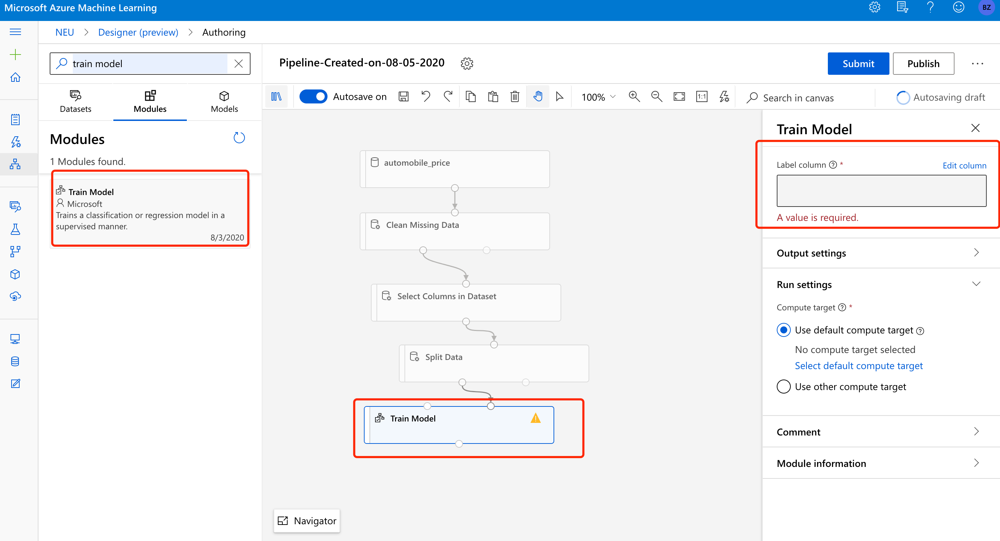 Microsoft Azure Machine Learning
BZ
NEU > Designer (preview) > Authoring
train model
Datasets
Modules
Models
Modules
1 Modules found.
Train Model
Microsoft
Trains a classification or regression model in a
supervised manner.
8/3/2020
Pipeline-Created-on-08-05-2020
Submit
Publish
Autosave on
100%
1:1
Search in canvas
Autosaving draft
automobile_price
Clean Missing Data
Select Columns in Dataset
Split Data
Train Model
Navigator
Train Model
Label column ? *
Edit column
A value is required.
Output settings
Run settings
Compute target ? *
Use default compute target ?
No compute target selected
Select default compute target
Use other compute target
Comment
Module information